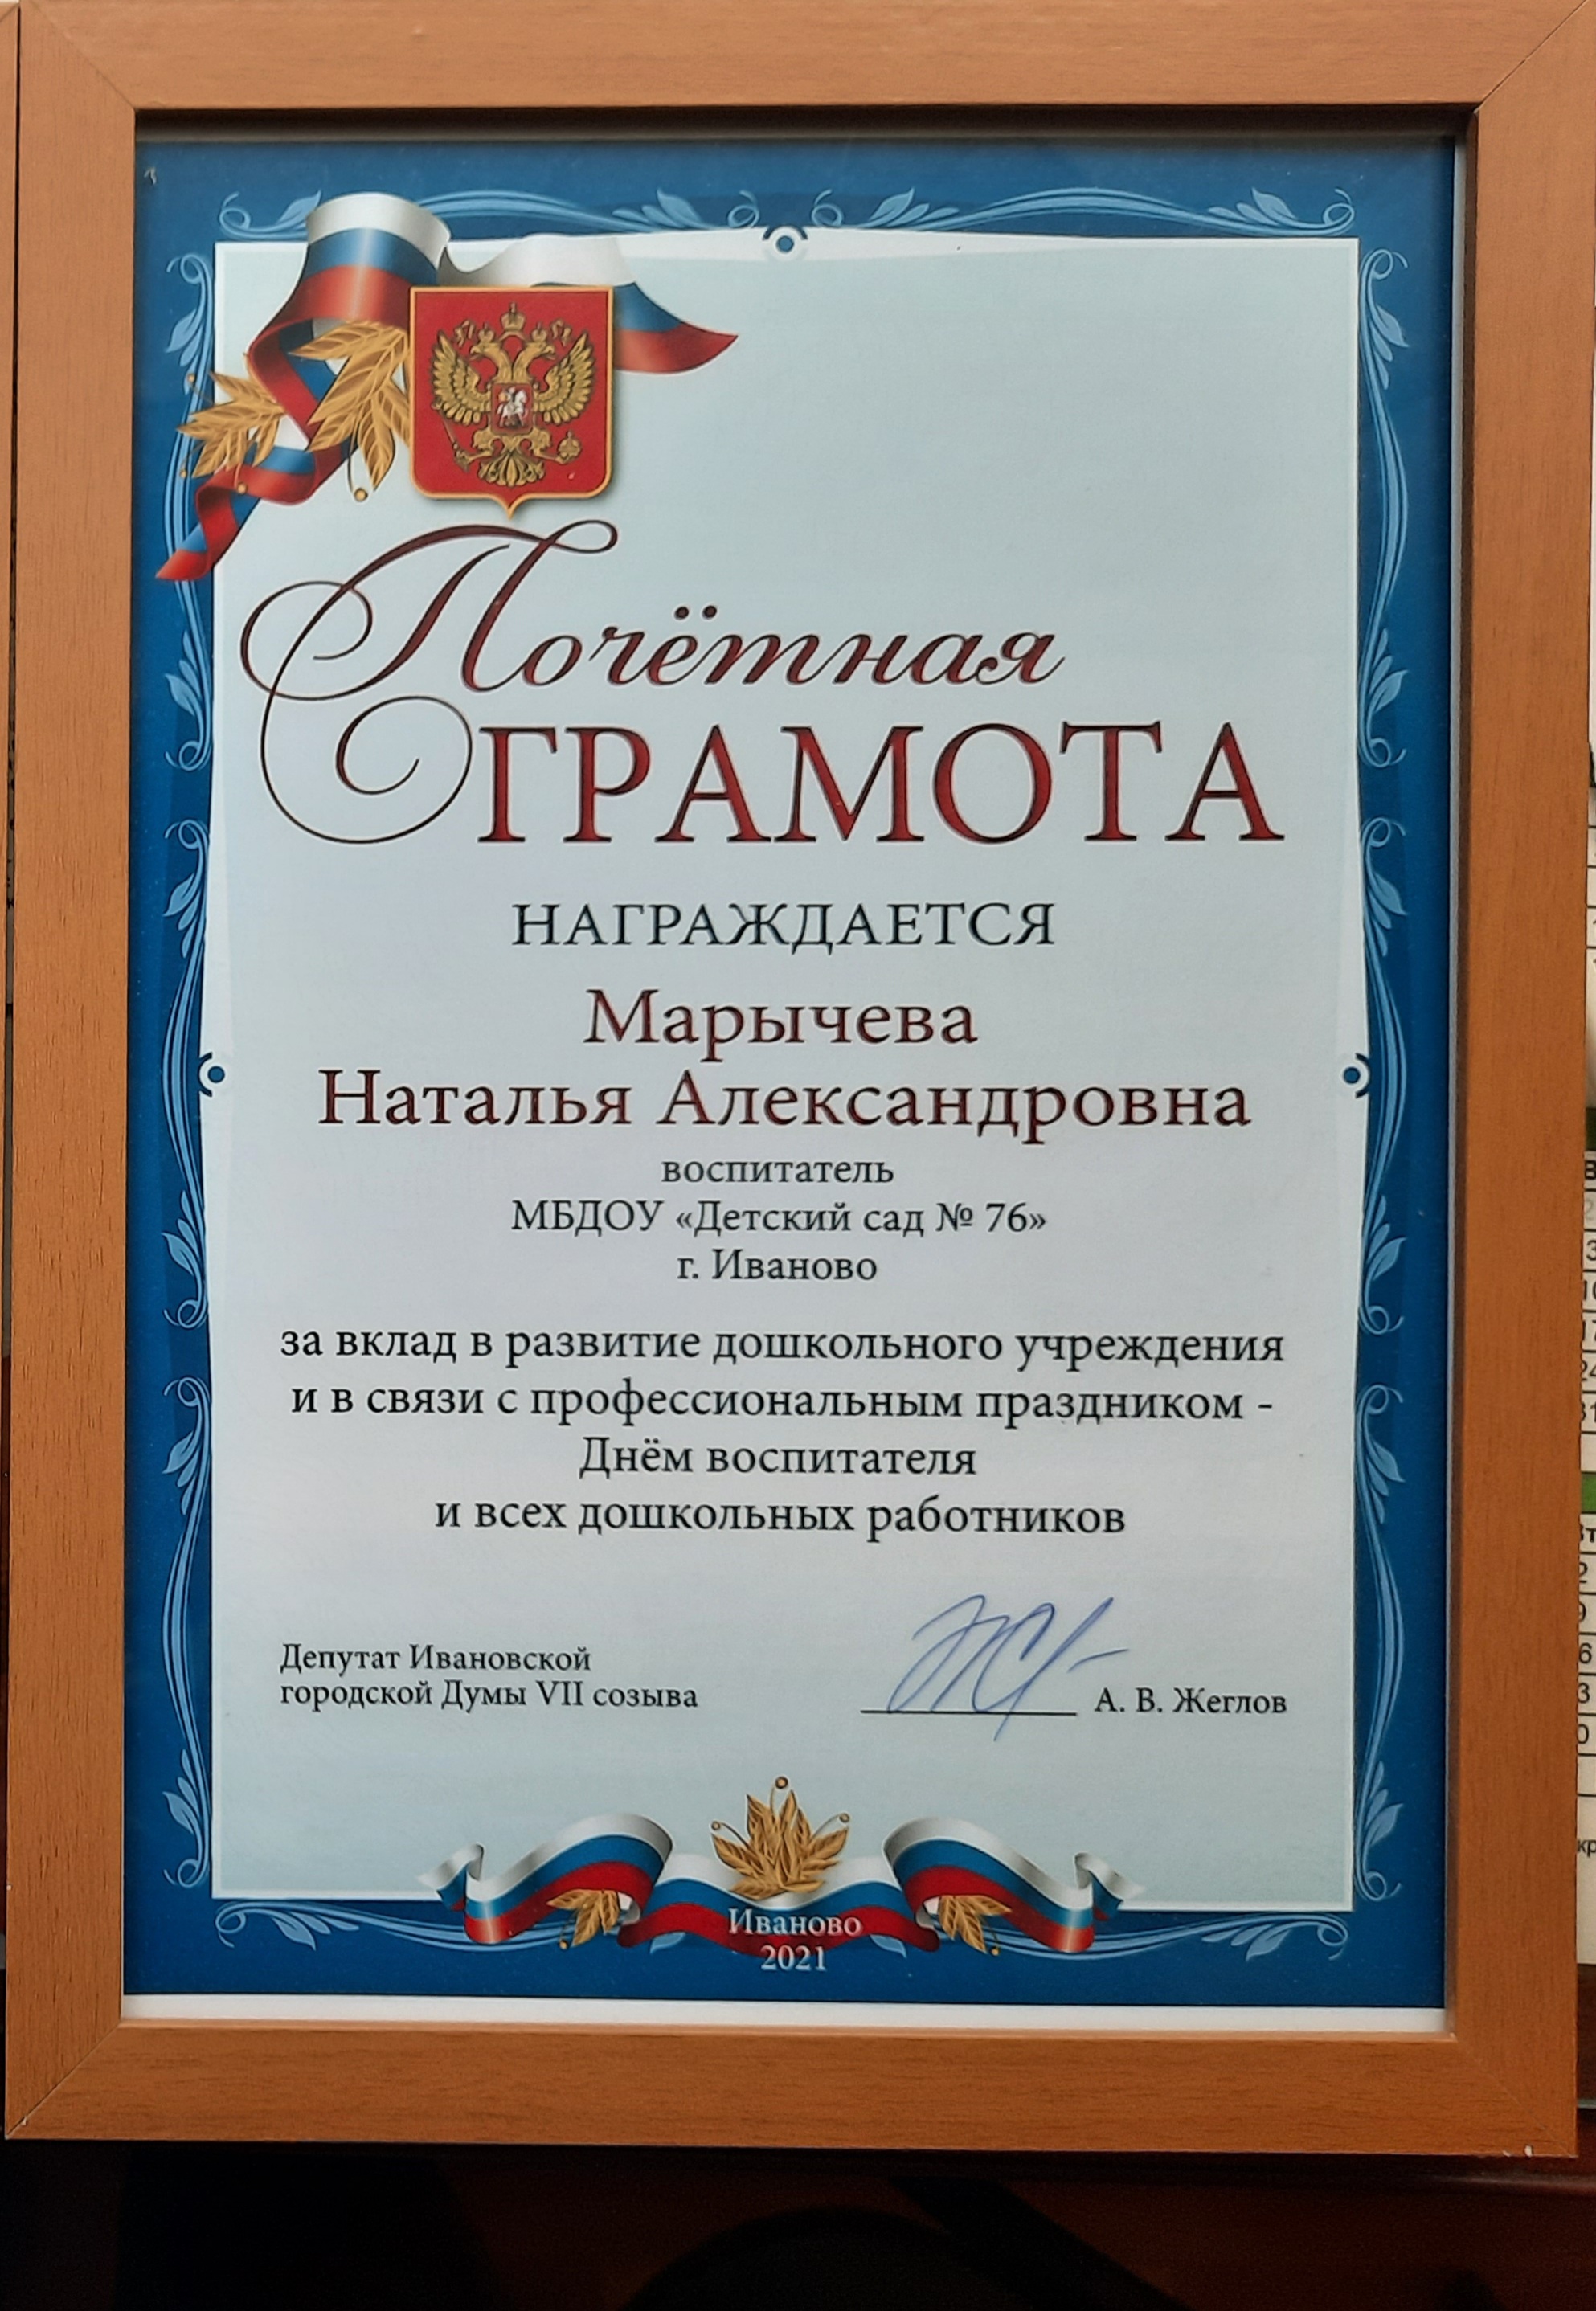 Почётная
ГРАМОТА
НАГРАЖДАЕТСЯ
Марычева
Наталья Александровна
воспитатель
МБДОУ «Детский сад № 76»
г. Иваново
за вклад в развитие дошкольного учреждения
и в связи с профессиональным праздником -
Днём воспитателя
и всех дошкольных работников
Депутат Ивановской
городской Думы VII созыва
А. В. Жеглов
Иваново
2021